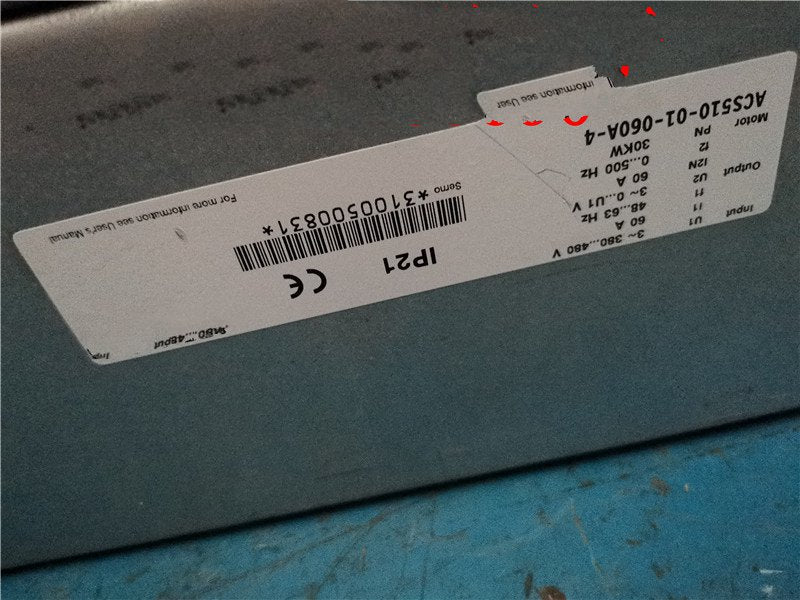 Input U1 3~ 380...480 V
I1 60 A
f1 48...63 Hz
Output U2 3~ 0...U1 V
I2N 60 A
f2 0...500 Hz
Motor PN 30KW
ACS510-01-060A-4
information see User
IP21 CE
Serno *3100500831*
For more information see User's Manual